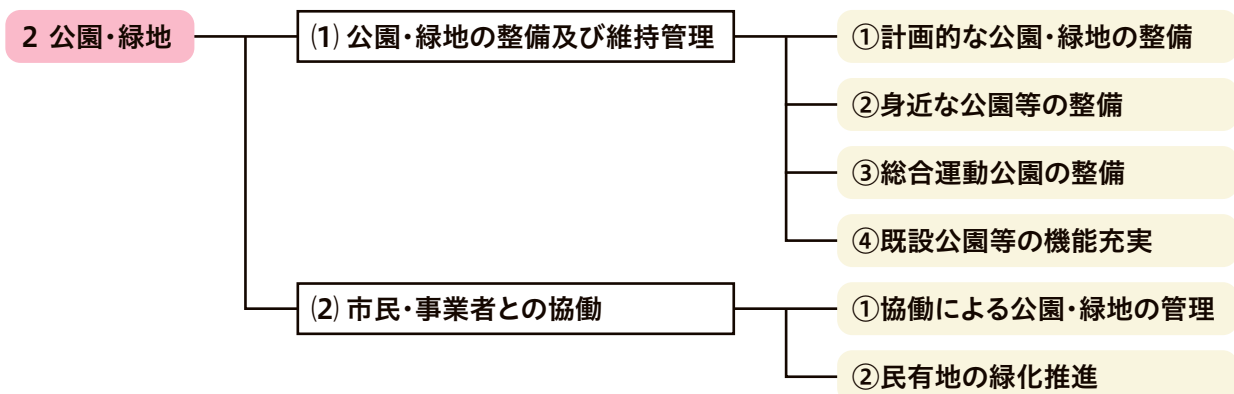 2 公園・緑地
⑴ 公園・緑地の整備及び維持管理
①計画的な公園・緑地の整備
②身近な公園等の整備
③総合運動公園の整備
④既設公園等の機能充実
⑵ 市民・事業者との協働
①協働による公園・緑地の管理
②民有地の緑化推進